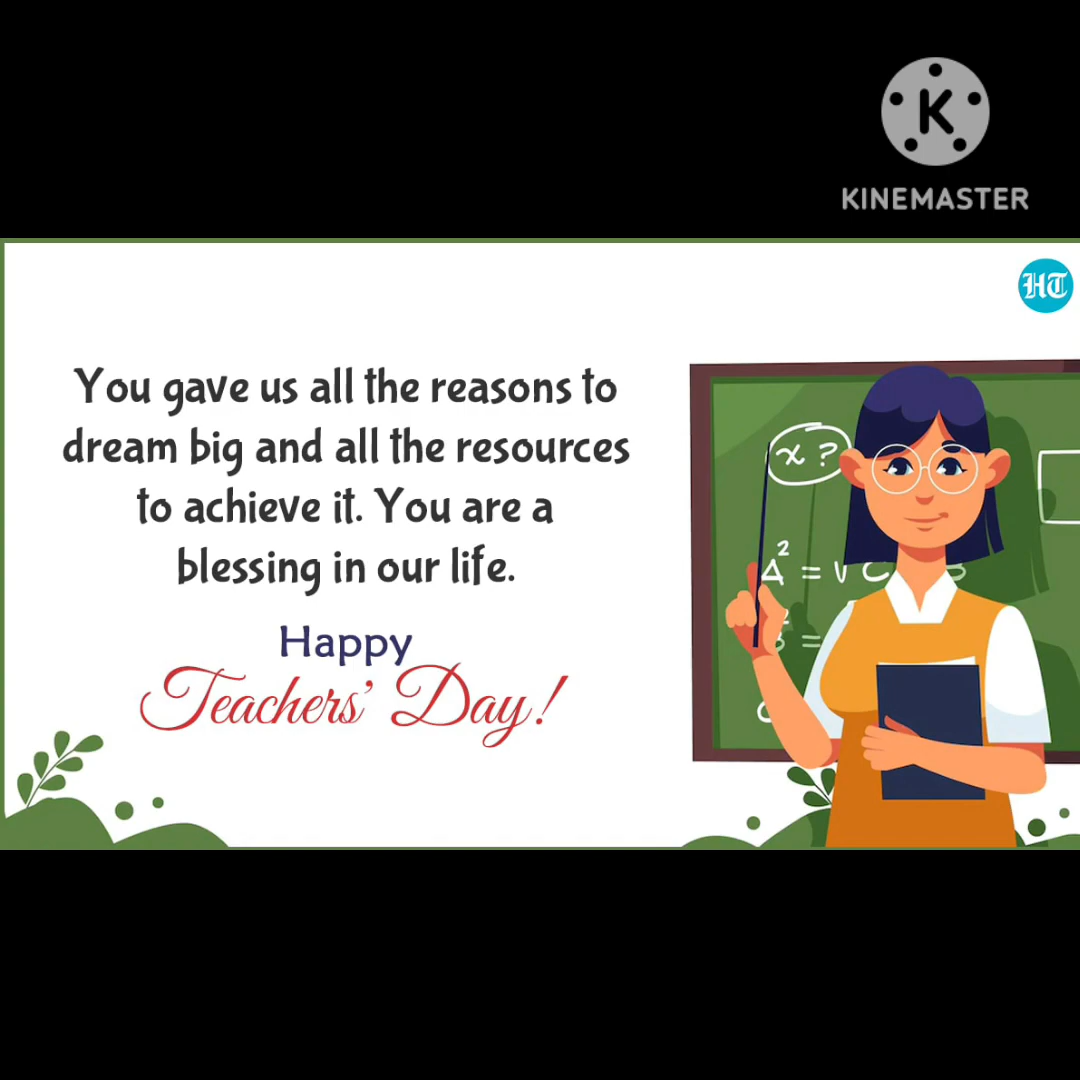 K
KINEMASTER
HT
You gave us all the reasons to
dream big and all the resources
to achieve it. You are a
blessing in our life.
Happy
Teachers' Day!
x ?
A² = V C
=